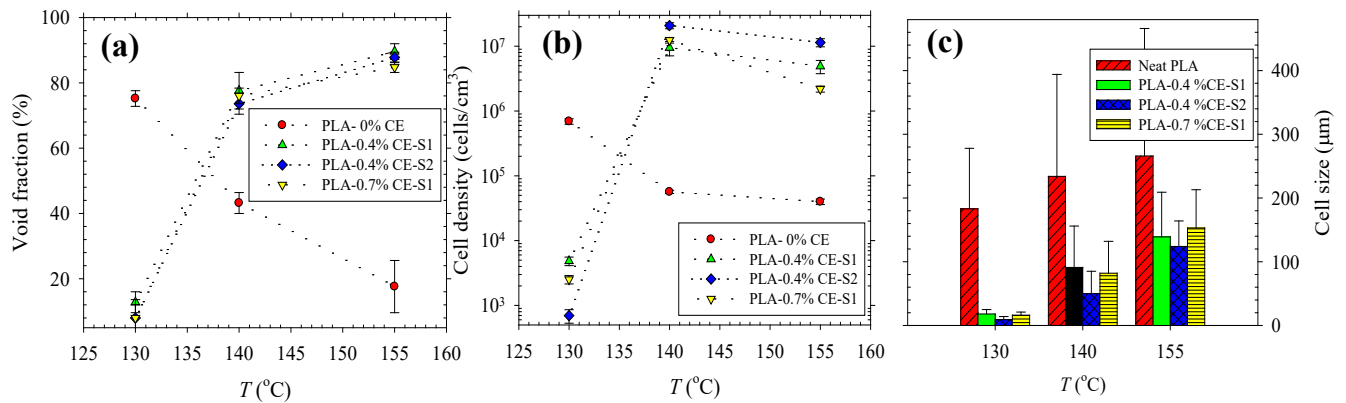 (a)
100
80
60
40
20
Void fraction (%)
PLA- 0% CE
PLA-0.4% CE-S1
PLA-0.4% CE-S2
PLA-0.7% CE-S1
125 130 135 140 145 150 155 160
T (°C)
(b)
10⁷
10⁶
10⁵
10⁴
10³
Cell density (cells/cm³)
PLA- 0% CE
PLA-0.4% CE-S1
PLA-0.4% CE-S2
PLA-0.7% CE-S1
125 130 135 140 145 150 155 160
T (°C)
(c)
Neat PLA
PLA-0.4 %CE-S1
PLA-0.4 %CE-S2
PLA-0.7 %CE-S1
400
300
200
100
0
Cell size (μm)
130 140 155
T (°C)